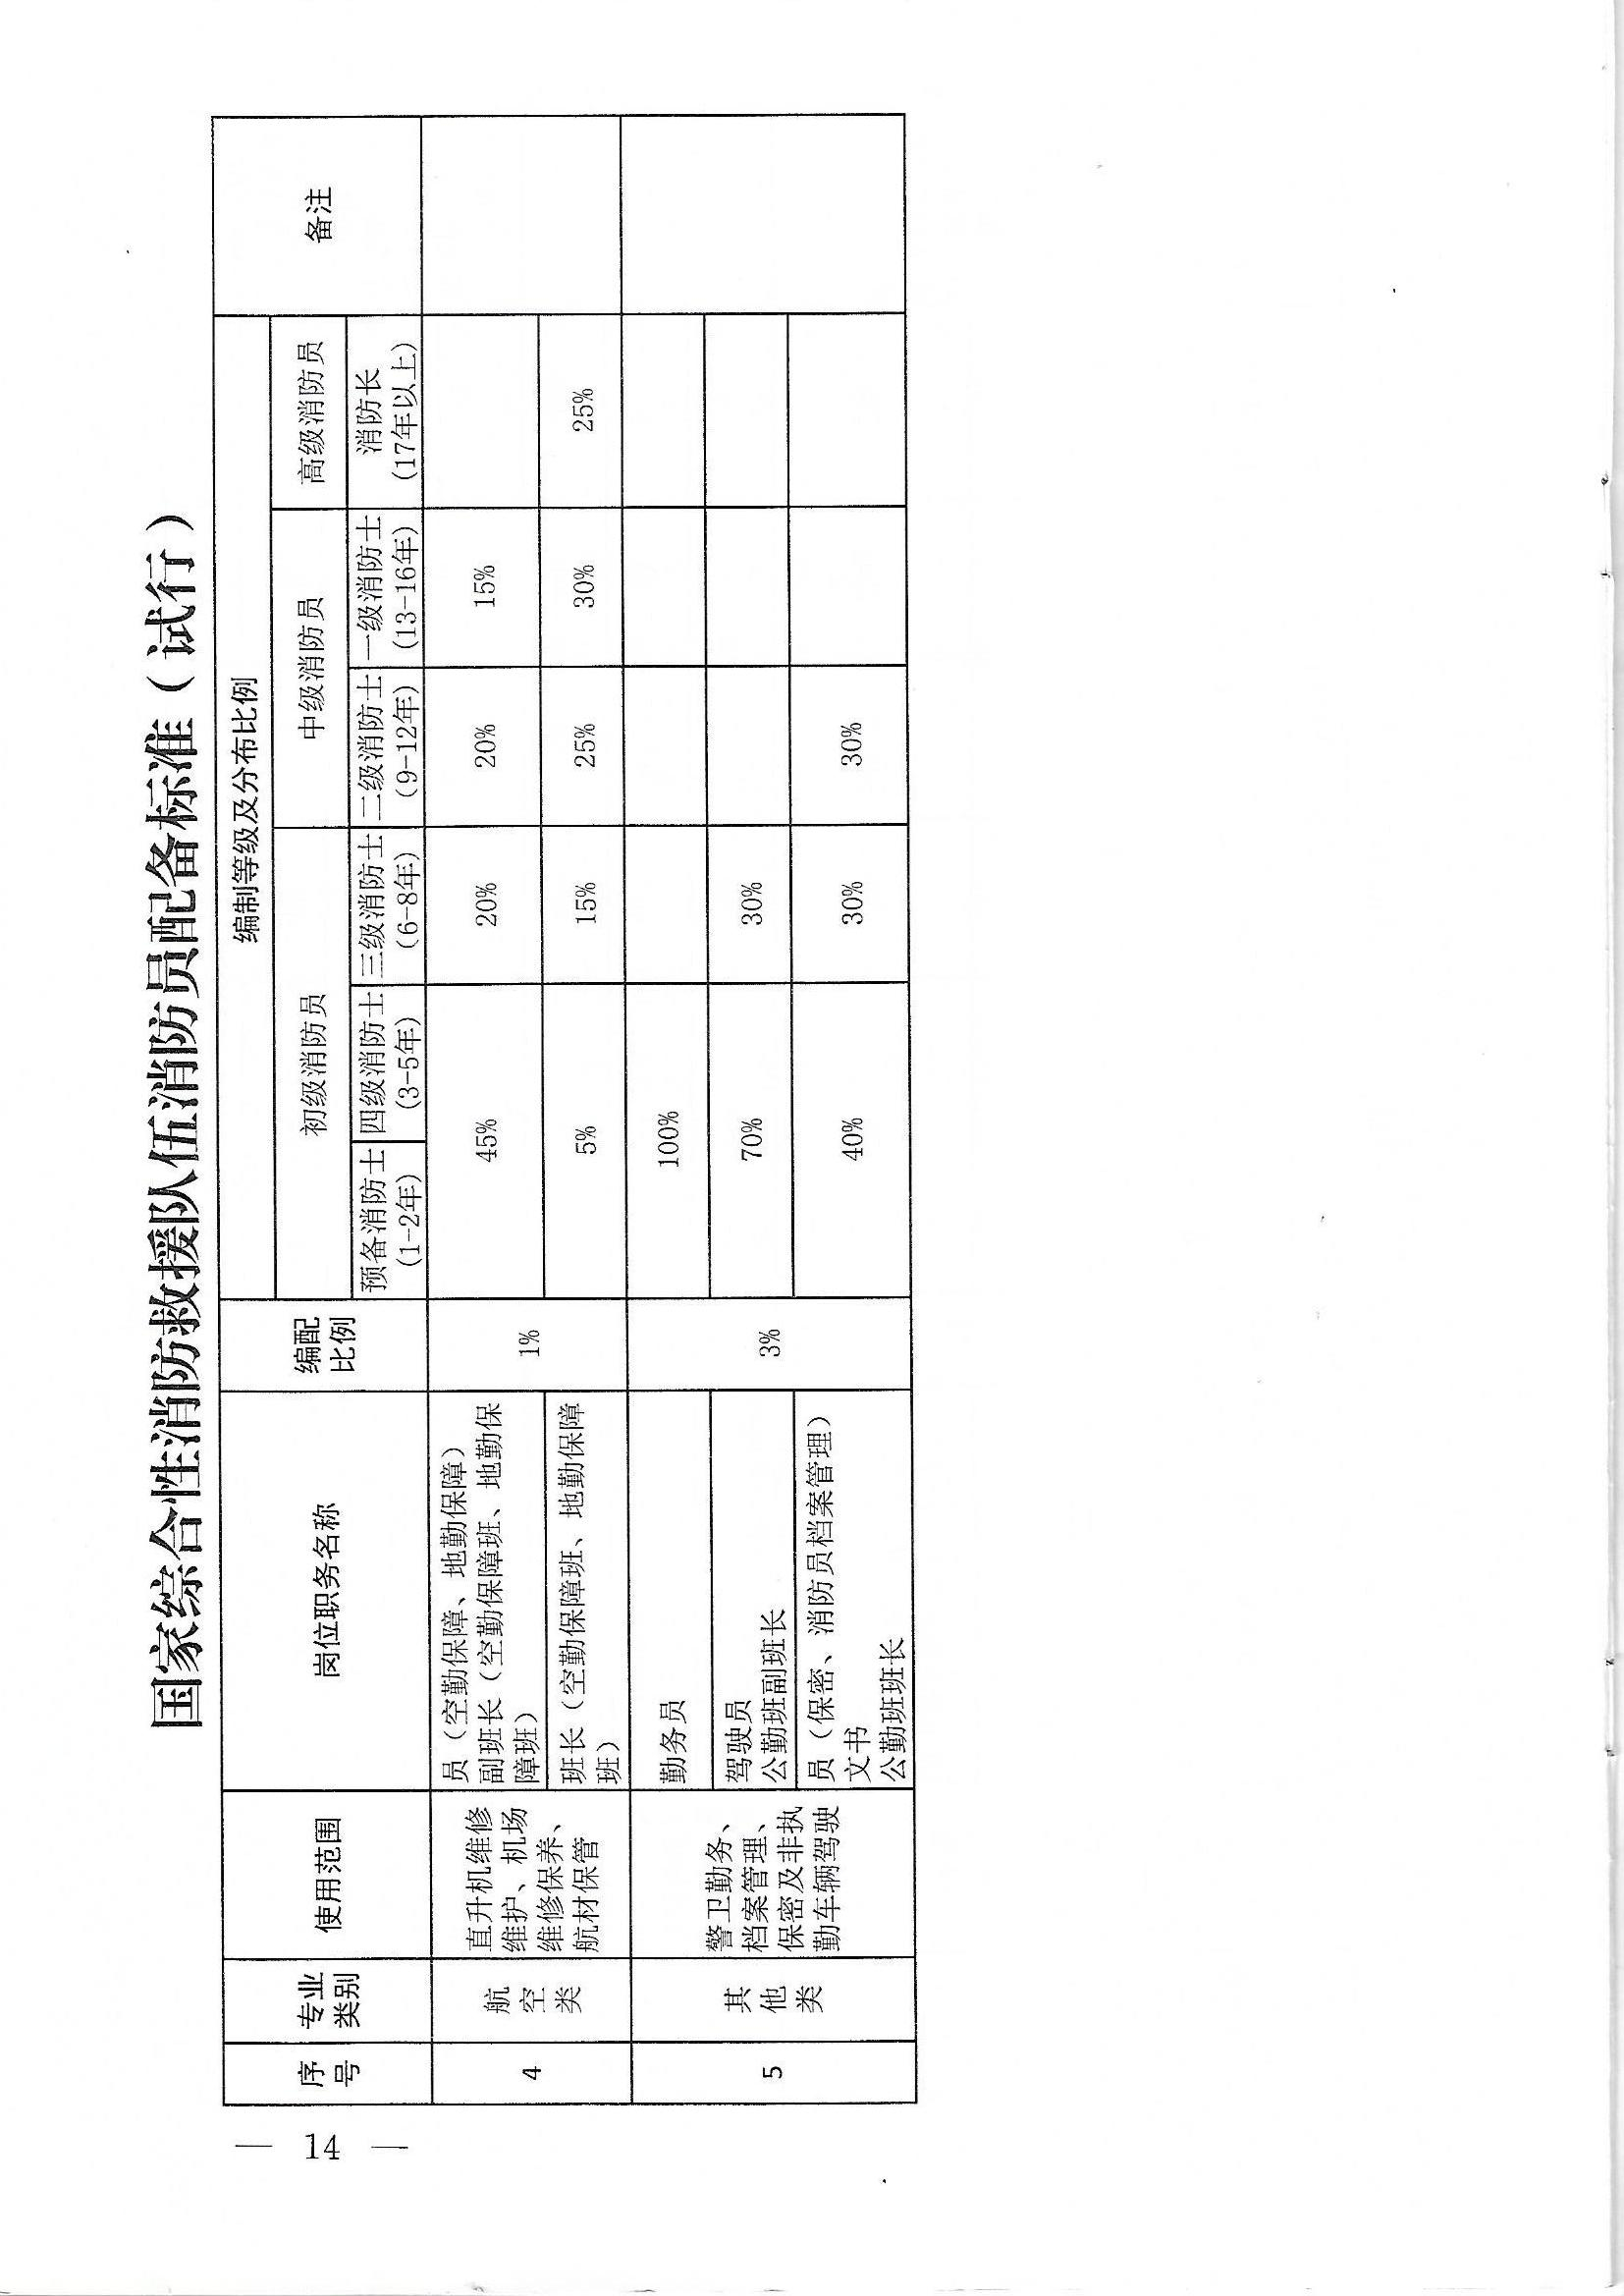 国家综合性消防救援队伍消防员配备标准（试行）
序号
专业类别
使用范围
岗位职务名称
编配比例
编制等级及分布比例
备注
初级消防员
中级消防员
高级消防员
预备消防士
(1-2年)
四级消防士
(3-5年)
三级消防士
(6-8年)
二级消防士
(9-12年)
一级消防士
(13-16年)
消防长
(17年以上)
4
航空类
直升机维修
维护、机场
维修保养、
航材保管
员（空勤保障、地勤保障）
副班长（空勤保障班、地勤保
障班）
1%
45%
20%
20%
15%
班长（空勤保障班、地勤保障
班）
5%
15%
25%
30%
25%
5
其他类
警卫勤务、
档案管理、
保密及非执
勤车辆驾驶
勤务员
3%
100%
驾驶员
公勤班副班长
70%
30%
员（保密、消防员档案管理）
文书
公勤班班长
40%
30%
30%
— 14 —